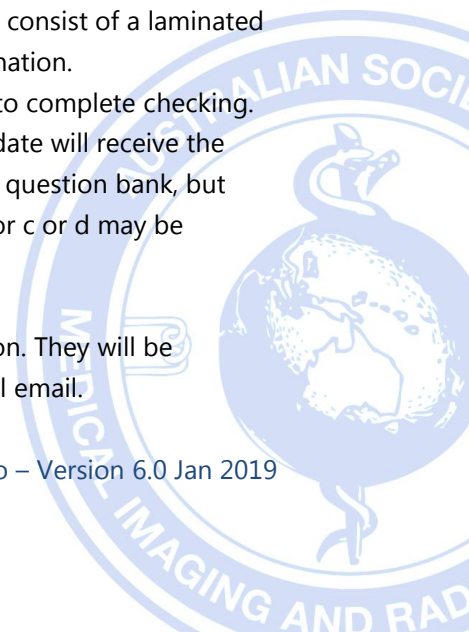 consist of a laminated
nation.
to complete checking.
date will receive the
question bank, but
or c or d may be
on. They will be
l email.
– Version 6.0 Jan 2019
AUSTRALIAN SOCI
MEDICAL IMAGING AND RAD